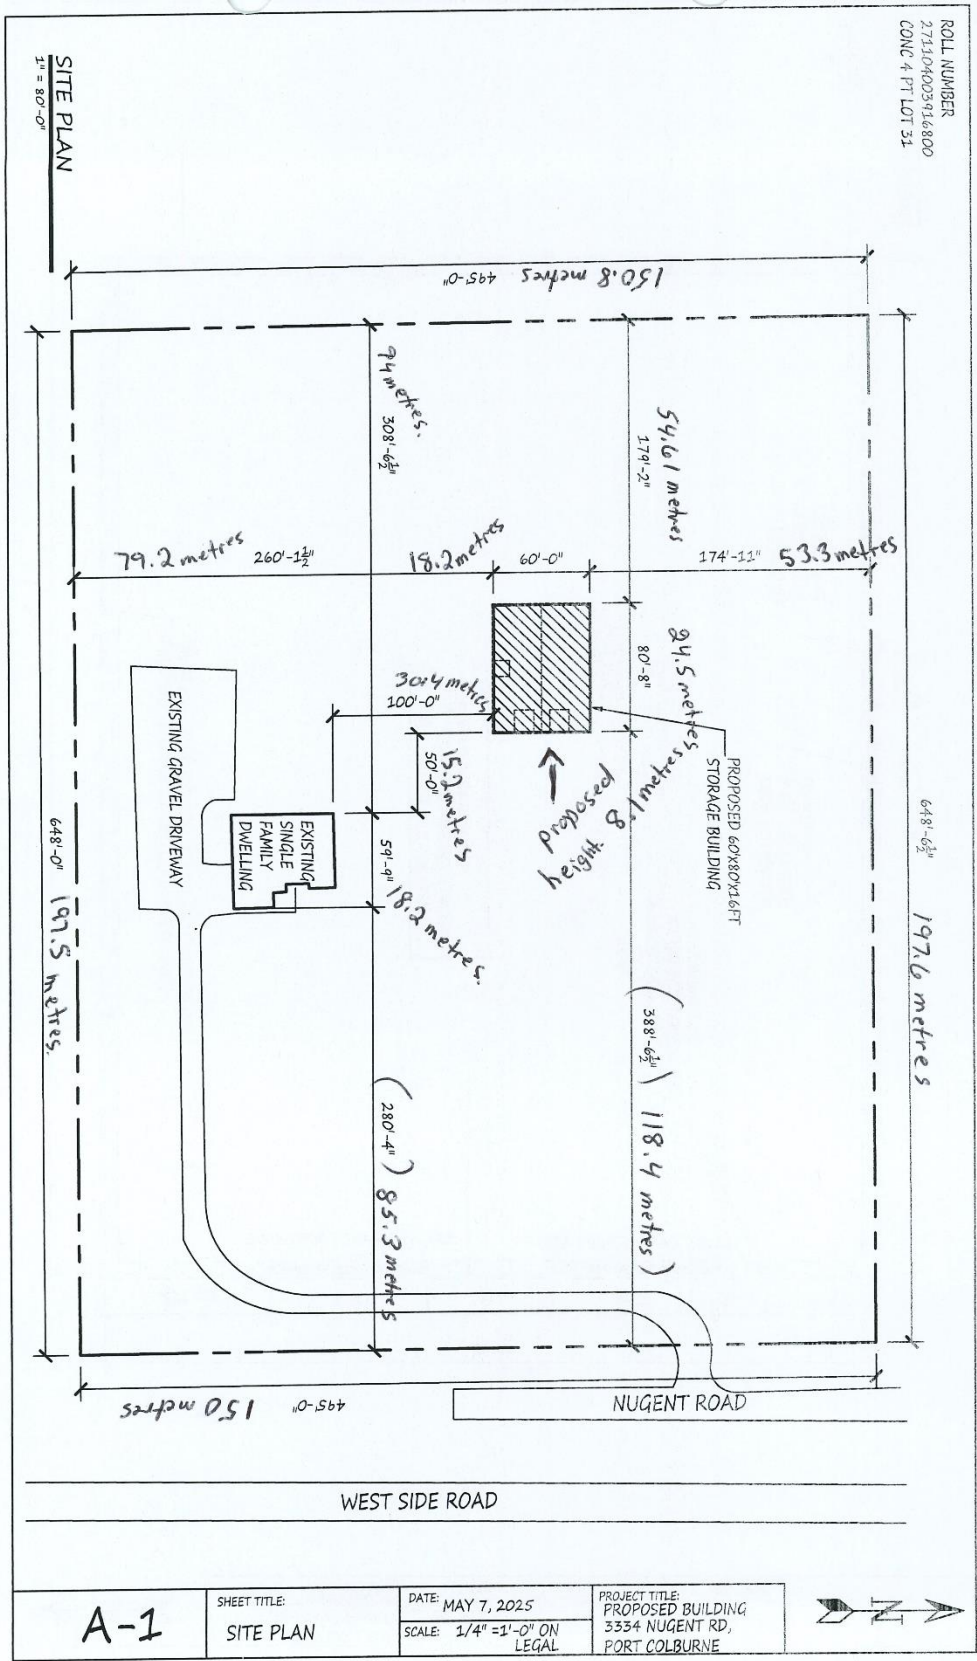 ROLL NUMBER
271104003916800
CONC 4 PT LOT 31
SITE PLAN
1" = 80'-0"
150.8 metres 495'-0"
94 metres.
308'-6½"
54.61 metres
179'-2"
79.2 metres 260'-1½" 18.2 metres 60'-0" 174'-11" 53.3 metres
24.5 metres
80'-8"
30.4 metres
100'-0"
15.2 metres
50'-0"
PROPOSED 60'x80'x16FT
STORAGE BUILDING
proposed
height. 8.1 metres
648'-6½" 197.6 metres
EXISTING GRAVEL DRIVEWAY
EXISTING
SINGLE
FAMILY
DWELLING
59'-9" 18.2 metres.
648'-0" 197.5 metres.
(388'-6½") 118.4 metres)
(280'-4") 85.3 metres
495'-0" 150 metres
NUGENT ROAD
WEST SIDE ROAD
A-1
SHEET TITLE:
SITE PLAN
DATE: MAY 7, 2025
SCALE: 1/4" =1'-0" ON
LEGAL
PROJECT TITLE:
PROPOSED BUILDING
3334 NUGENT RD,
PORT COLBURNE
N